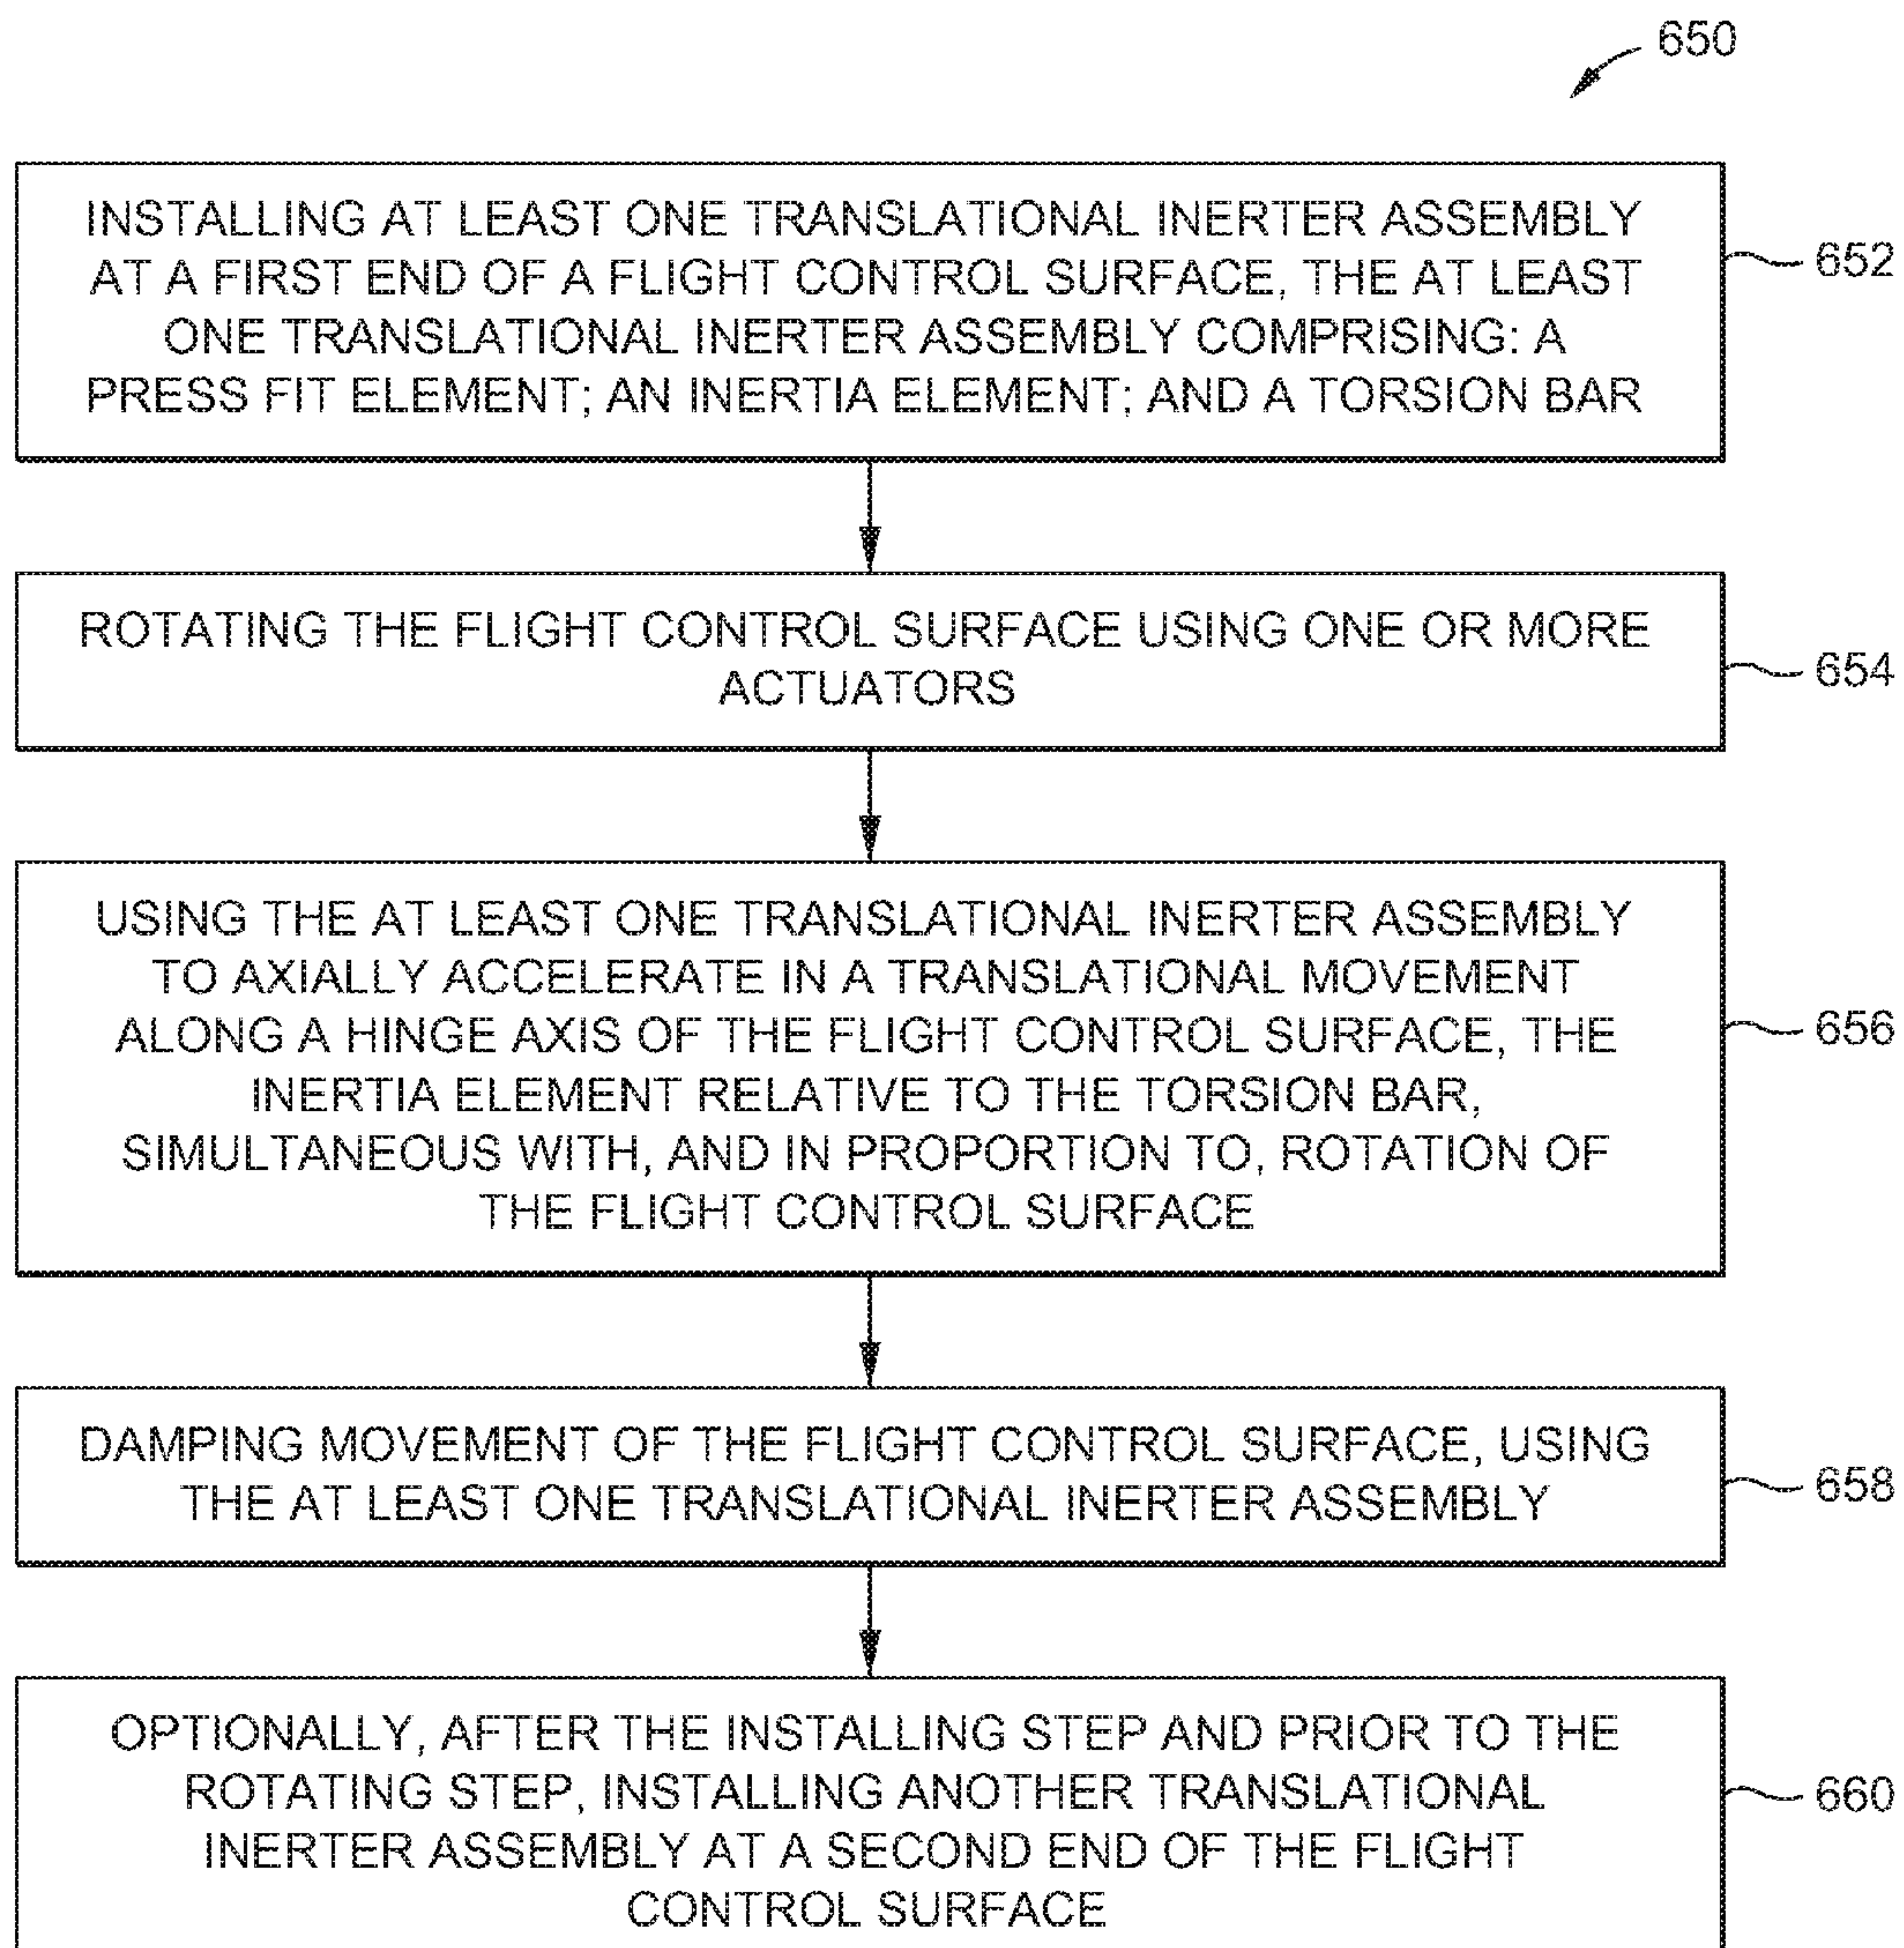 650
INSTALLING AT LEAST ONE TRANSLATIONAL INERTER ASSEMBLY
AT A FIRST END OF A FLIGHT CONTROL SURFACE, THE AT LEAST
ONE TRANSLATIONAL INERTER ASSEMBLY COMPRISING: A
PRESS FIT ELEMENT; AN INERTIA ELEMENT; AND A TORSION BAR
652
ROTATING THE FLIGHT CONTROL SURFACE USING ONE OR MORE
ACTUATORS
654
USING THE AT LEAST ONE TRANSLATIONAL INERTER ASSEMBLY
TO AXIALLY ACCELERATE IN A TRANSLATIONAL MOVEMENT
ALONG A HINGE AXIS OF THE FLIGHT CONTROL SURFACE, THE
INERTIA ELEMENT RELATIVE TO THE TORSION BAR,
SIMULTANEOUS WITH, AND IN PROPORTION TO, ROTATION OF
THE FLIGHT CONTROL SURFACE
656
DAMPING MOVEMENT OF THE FLIGHT CONTROL SURFACE, USING
THE AT LEAST ONE TRANSLATIONAL INERTER ASSEMBLY
658
OPTIONALLY, AFTER THE INSTALLING STEP AND PRIOR TO THE
ROTATING STEP, INSTALLING ANOTHER TRANSLATIONAL
INERTER ASSEMBLY AT A SECOND END OF THE FLIGHT
CONTROL SURFACE
660